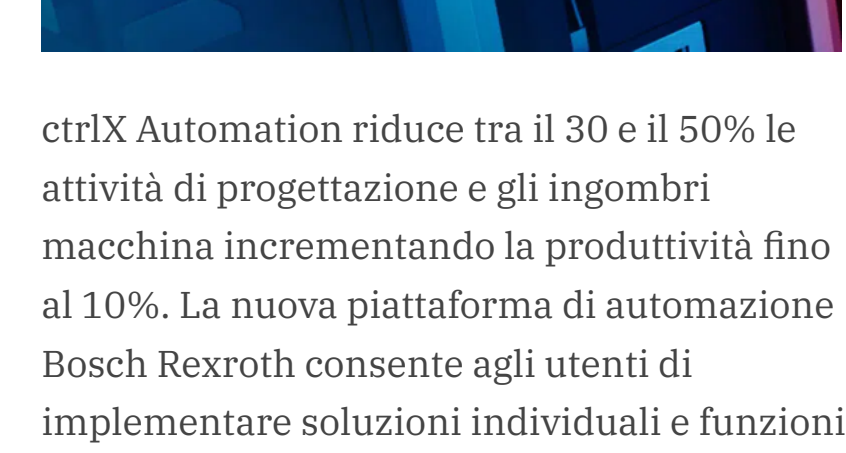 ctrlX Automation riduce tra il 30 e il 50% le
attività di progettazione e gli ingombri
macchina incrementando la produttività fino
al 10%. La nuova piattaforma di automazione
Bosch Rexroth consente agli utenti di
implementare soluzioni individuali e funzioni